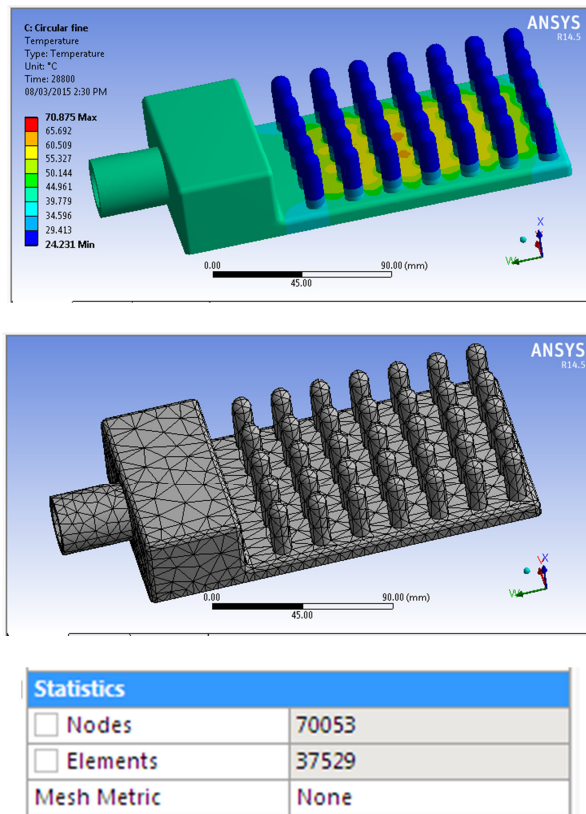 ANSYS
R14.5
C: Circular fine
Temperature
Type: Temperature
Unit: °C
Time: 28800
08/03/2015 2:30 PM
70.875 Max
65.692
60.509
55.327
50.144
44.961
39.779
34.596
29.413
24.231 Min
0.00
90.00 (mm)
45.00
X
ANSYS
R14.5
0.00
90.00 (mm)
45.00
X
Statistics
Nodes 70053
Elements 37529
Mesh Metric None